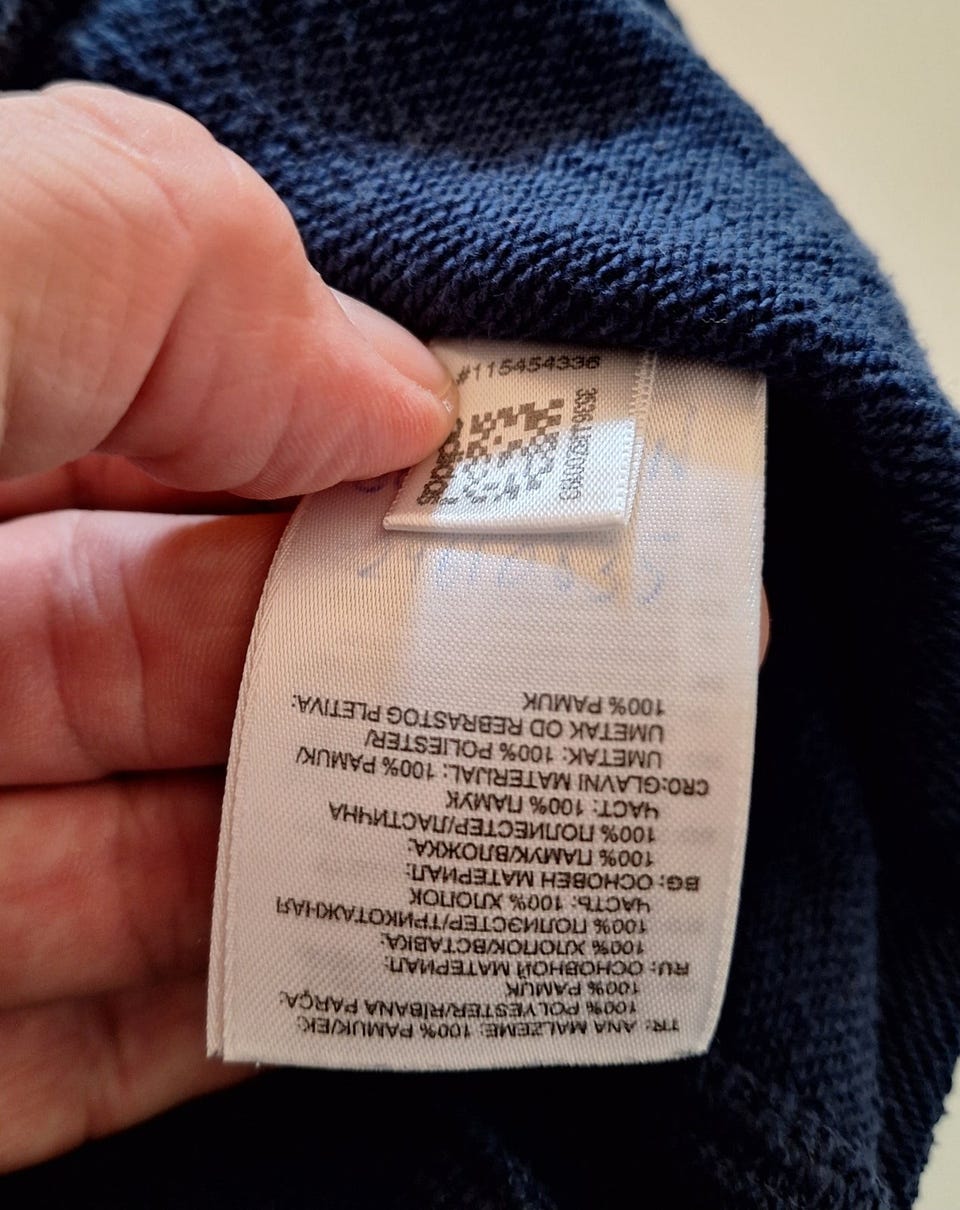 TR: ANA MALZEME: 100% PAMUK/EK:
100% POLYESTER/RİBANA PARÇA:
100% PAMUK
RU: ОСНОВНОЙ МАТЕРИАЛ:
100% ХЛОПОК/ВСТАВКА:
100% ПОЛИЭСТЕР/ТРИКОТАЖНАЯ
ЧАСТЬ: 100% ХЛОПОК
BG: ОСНОВЕН МАТЕРИАЛ:
100% ПАМУК/ВЛОЖКА:
100% ПОЛИЕСТЕР/ЛАСТИЧНА
ЧАСТ: 100% ПАМУК
CRO:GLAVNI MATERIJAL: 100% PAMUK/
UMETAK: 100% POLIESTER/
UMETAK OD REBRASTOG PLETIVA:
100% PAMUK
#115454336
adidas